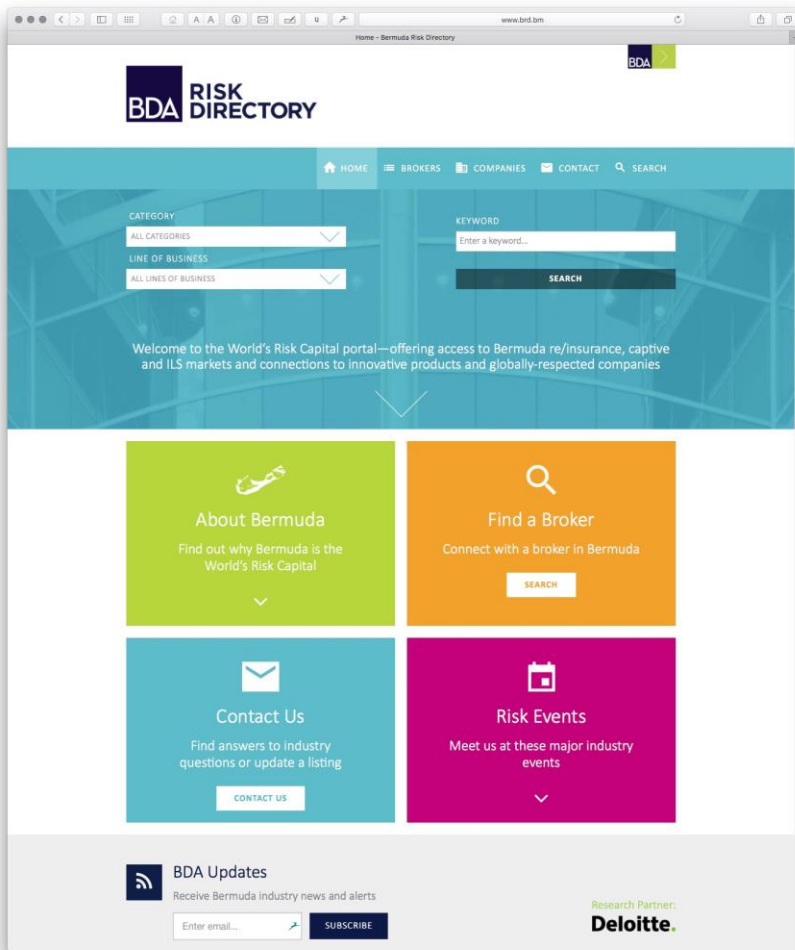 www.brd.bm
Home – Bermuda Risk Directory
BDA
BDA RISK DIRECTORY
HOME BROKERS COMPANIES CONTACT SEARCH
CATEGORY
ALL CATEGORIES
LINE OF BUSINESS
ALL LINES OF BUSINESS
KEYWORD
Enter a keyword...
SEARCH
Welcome to the World's Risk Capital portal—offering access to Bermuda re/insurance, captive
and ILS markets and connections to innovative products and globally-respected companies
About Bermuda
Find out why Bermuda is the
World's Risk Capital
Find a Broker
Connect with a broker in Bermuda
SEARCH
Contact Us
Find answers to industry
questions or update a listing
CONTACT US
Risk Events
Meet us at these major industry
events
BDA Updates
Receive Bermuda industry news and alerts
Enter email...
SUBSCRIBE
Research Partner:
Deloitte.